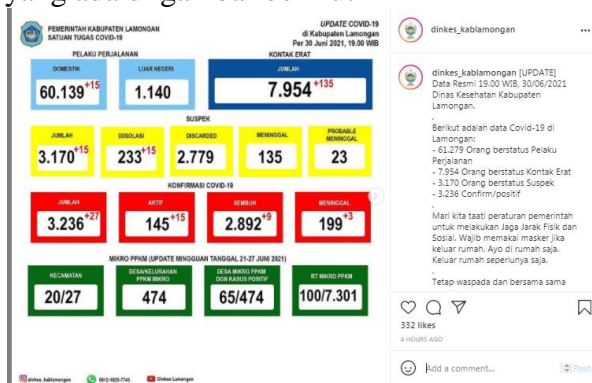 PEMERINTAH KABUPATEN LAMONGAN
SATUAN TUGAS COVID-19
UPDATE COVID-19
di Kabupaten Lamongan
Per 30 Juni 2021, 19.00 WIB
PELAKU PERJALANAN
KONTAK ERAT
DOMESTIK
LUAR NEGERI
JUMLAH
60.139 +15
1.140
7.954 +135
SUSPEK
JUMLAH
DIISOLASI
DISCARDED
MENINGGAL
PROBABLE
MENINGGAL
3.170 +15
233 +15
2.779
135
23
KONFIRMASI COVID-19
JUMLAH
AKTIF
SEMBUH
MENINGGAL
3.236 +27
145 +15
2.892 +9
199 +3
MIKRO PPKM (UPDATE MINGGUAN TANGGAL 21-27 JUNI 2021)
KECAMATAN
DESA/KELURAHAN
PPKM MIKRO
DESA MIKRO PPKM
DGN KASUS POSITIF
RT MIKRO PPKM
20/27
474
65/474
100/7.301
dinkes_kablamongan
Dinkes Lamongan
dinkes_kablamongan
dinkes_kablamongan [UPDATE]
Data Resmi 19.00 WIB, 30/06/2021
Dinas Kesehatan Kabupaten
Lamongan.
.
Berikut adalah data Covid-19 di
Lamongan:
- 61.279 Orang berstatus Pelaku
Perjalanan
- 7.954 Orang berstatus Kontak Erat
- 3.170 Orang berstatus Suspek
- 3.236 Confirm/positif
.
Mari kita taati peraturan pemerintah
untuk melakukan Jaga Jarak Fisik dan
Sosial. Wajib memakai masker jika
keluar rumah. Ayo di rumah saja.
Keluar rumah seperlunya saja.
.
Tetap waspada dan bersama sama
332 likes
4 HOURS AGO
Add a comment...
Post